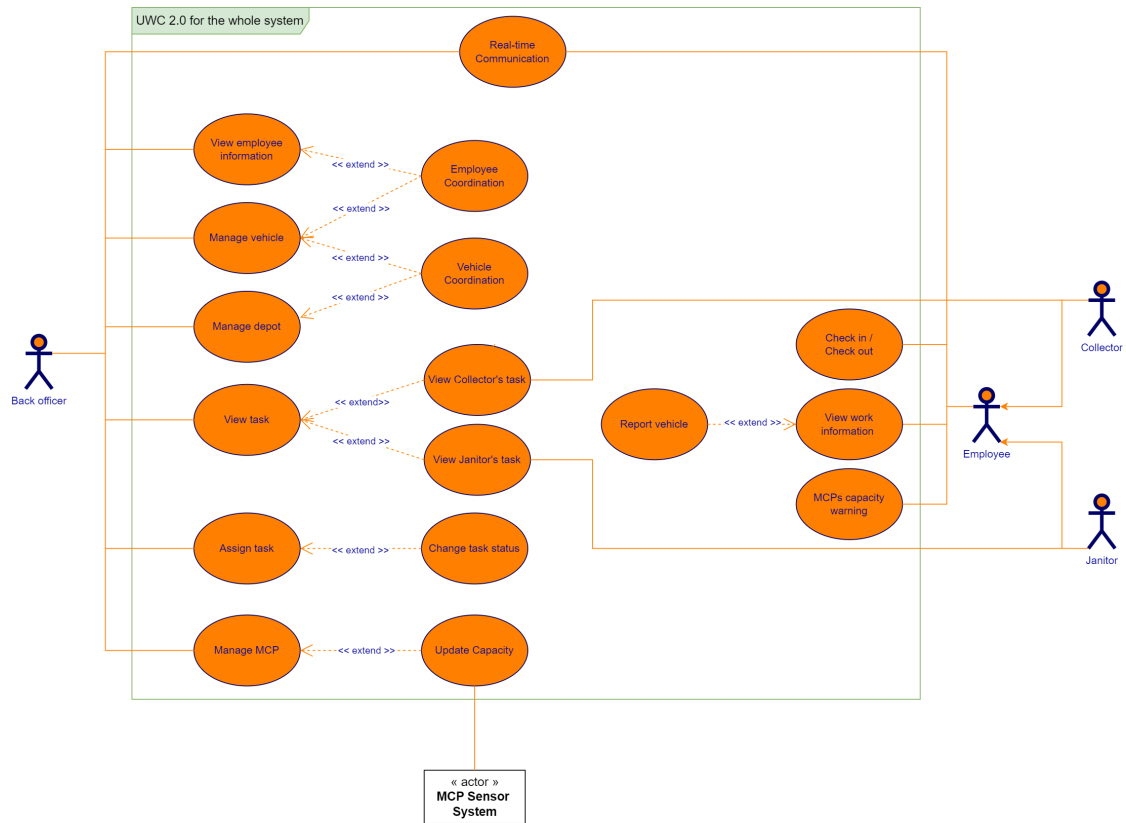 UWC 2.0 for the whole system
Real-time
Communication
View employee
information
<< extend >>
Employee
Coordination
<< extend >>
Manage vehicle
<< extend >>
Vehicle
Coordination
<< extend >>
Manage depot
Check in /
Check out
Collector
Back officer
View Collector's task
<< extend>>
View task
<< extend >>
View Janitor's task
Report vehicle
<< extend >>
View work
information
Employee
MCPs capacity
warning
Assign task
<< extend >>
Change task status
Janitor
Manage MCP
<< extend >>
Update Capacity
« actor »
MCP Sensor
System